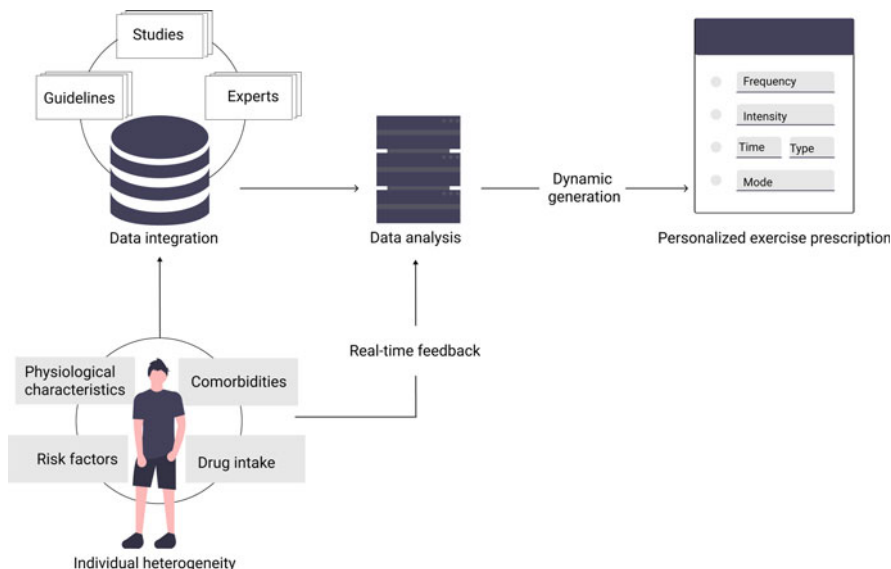 Studies
Guidelines
Experts
Data integration
Data analysis
Dynamic
generation
Frequency
Intensity
Time
Type
Mode
Personalized exercise prescription
Real-time feedback
Physiological
characteristics
Comorbidities
Risk factors
Drug intake
Individual heterogeneity